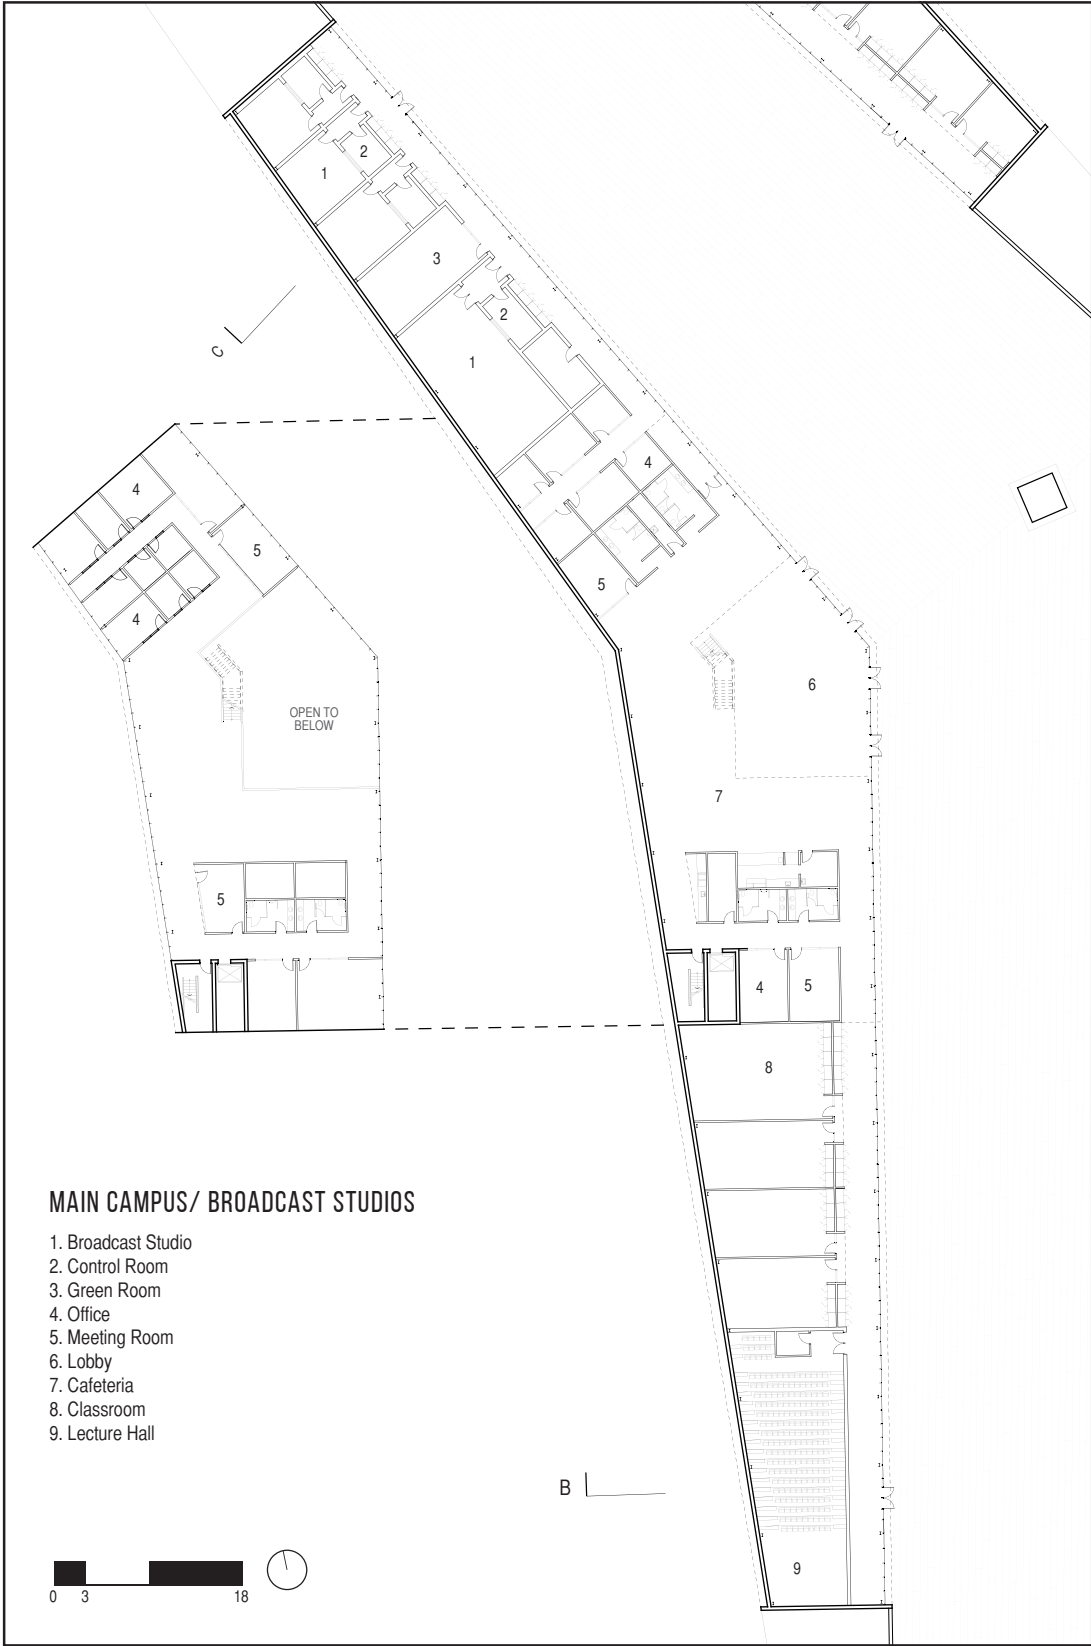 2
1
3
2
1
C
4
4
5
5
4
6
OPEN TO
BELOW
7
5
4
5
8
MAIN CAMPUS/ BROADCAST STUDIOS
1. Broadcast Studio
2. Control Room
3. Green Room
4. Office
5. Meeting Room
6. Lobby
7. Cafeteria
8. Classroom
9. Lecture Hall
B
9
0 3 18